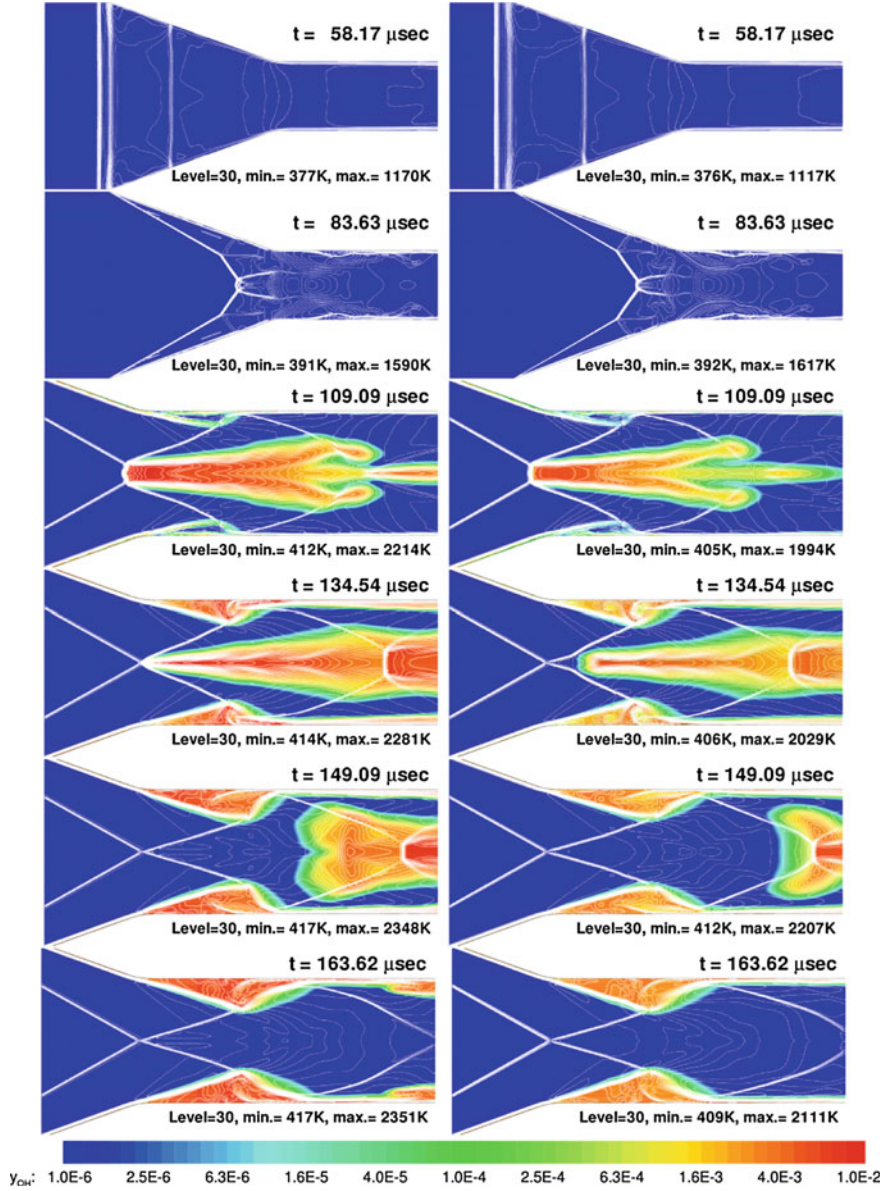 t = 58.17 μsec
t = 58.17 μsec
Level=30, min.= 377K, max.= 1170K
Level=30, min.= 376K, max.= 1117K
t = 83.63 μsec
t = 83.63 μsec
Level=30, min.= 391K, max.= 1590K
Level=30, min.= 392K, max.= 1617K
t = 109.09 μsec
t = 109.09 μsec
Level=30, min.= 412K, max.= 2214K
Level=30, min.= 405K, max.= 1994K
t = 134.54 μsec
t = 134.54 μsec
Level=30, min.= 414K, max.= 2281K
Level=30, min.= 406K, max.= 2029K
t = 149.09 μsec
t = 149.09 μsec
Level=30, min.= 417K, max.= 2348K
Level=30, min.= 412K, max.= 2207K
t = 163.62 μsec
t = 163.62 μsec
Level=30, min.= 417K, max.= 2351K
Level=30, min.= 409K, max.= 2111K
yOH: 1.0E-6 2.5E-6 6.3E-6 1.6E-5 4.0E-5 1.0E-4 2.5E-4 6.3E-4 1.6E-3 4.0E-3 1.0E-2